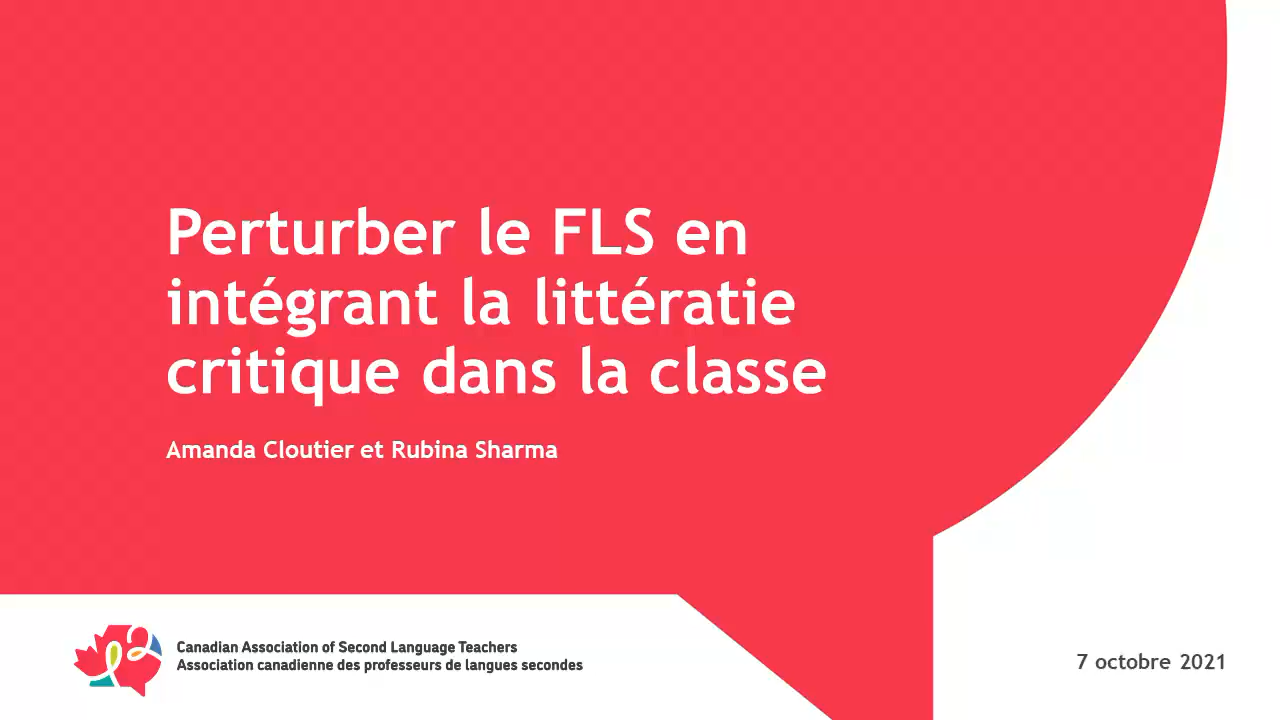 Perturber le FLS en
intégrant la littératie
critique dans la classe
Amanda Cloutier et Rubina Sharma
Canadian Association of Second Language Teachers
Association canadienne des professeurs de langues secondes
7 octobre 2021